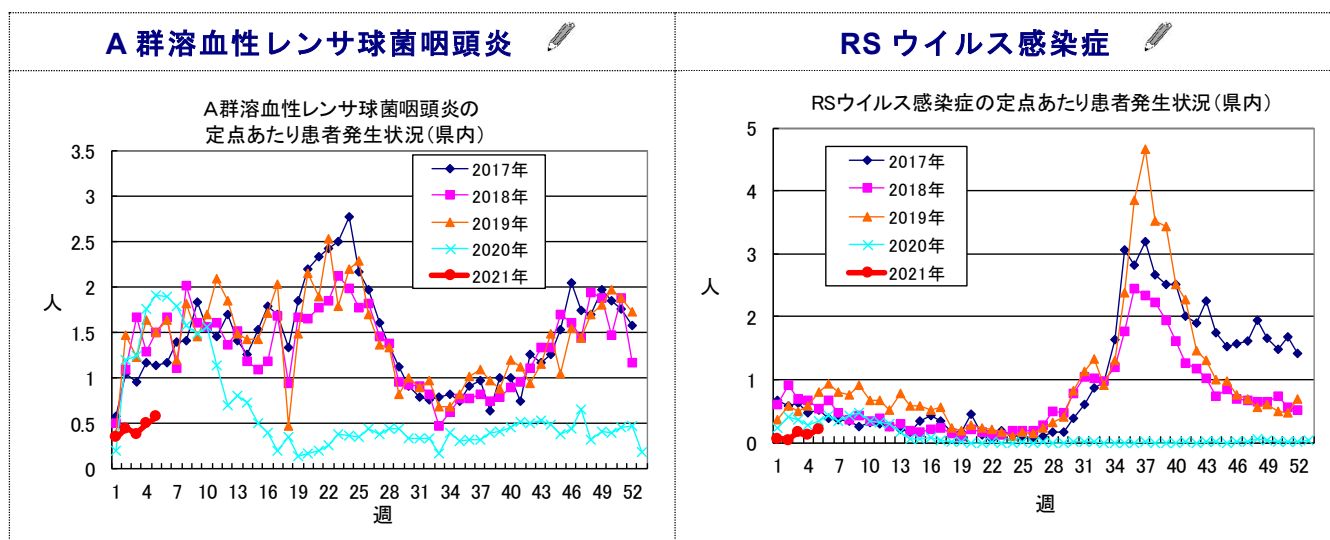 A 群溶血性レンサ球菌咽頭炎
RS ウイルス感染症
A群溶血性レンサ球菌咽頭炎の
定点あたり患者発生状況(県内)
3.5
3
2.5
2
1.5
1
0.5
0
人
2017年
2018年
2019年
2020年
2021年
1 4 7 10 13 16 19 22 25 28 31 34 37 40 43 46 49 52
週
RSウイルス感染症の定点あたり患者発生状況(県内)
5
4
3
2
1
0
人
2017年
2018年
2019年
2020年
2021年
1 4 7 10 13 16 19 22 25 28 31 34 37 40 43 46 49 52
週